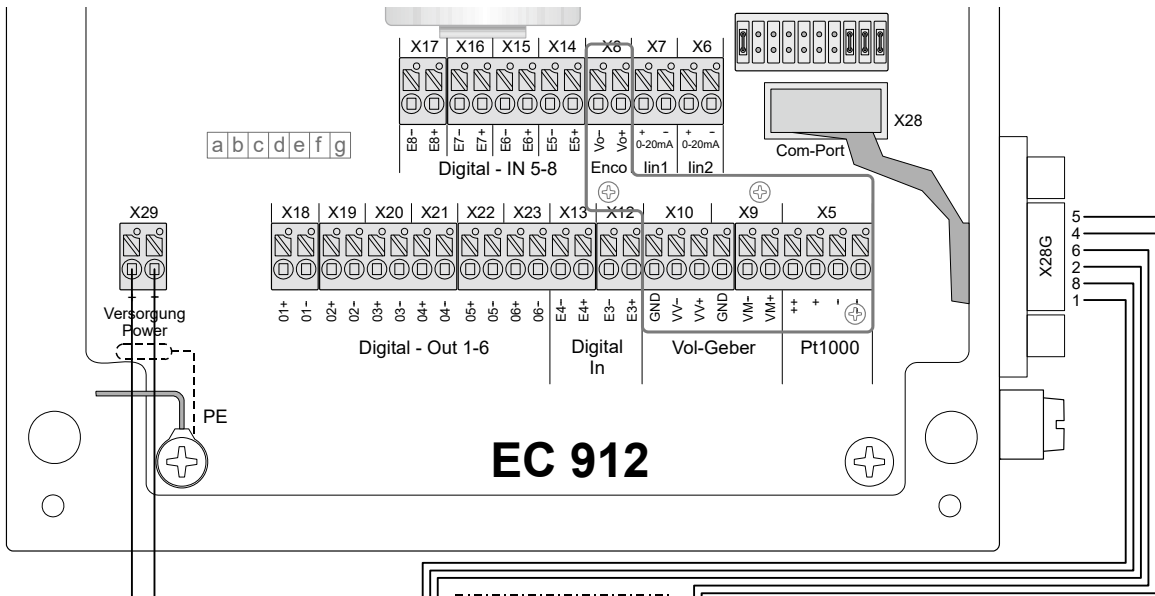 X17 X16 X15 X14 X8 X7 X6
E8- E8+ E7- E7+ E6- E6+ E5- E5+ Vo- Vo+ + - 0-20mA + - 0-20mA
Digital - IN 5-8 Enco Iin1 Iin2
X28
Com-Port
a b c d e f g
X29
X18 X19 X20 X21 X22 X23 X13 X12 X10 X9 X5
01+ 01- 02+ 02- 03+ 03- 04+ 04- 05+ 05- 06+ 06- E4- E4+ E3- E3+ GND VV- VV+ GND VM- VM+ ++ + - --
Versorgung
Power
Digital - Out 1-6
Digital
In
Vol-Geber
Pt1000
X28G
5
4
6
2
8
1
PE
EC 912